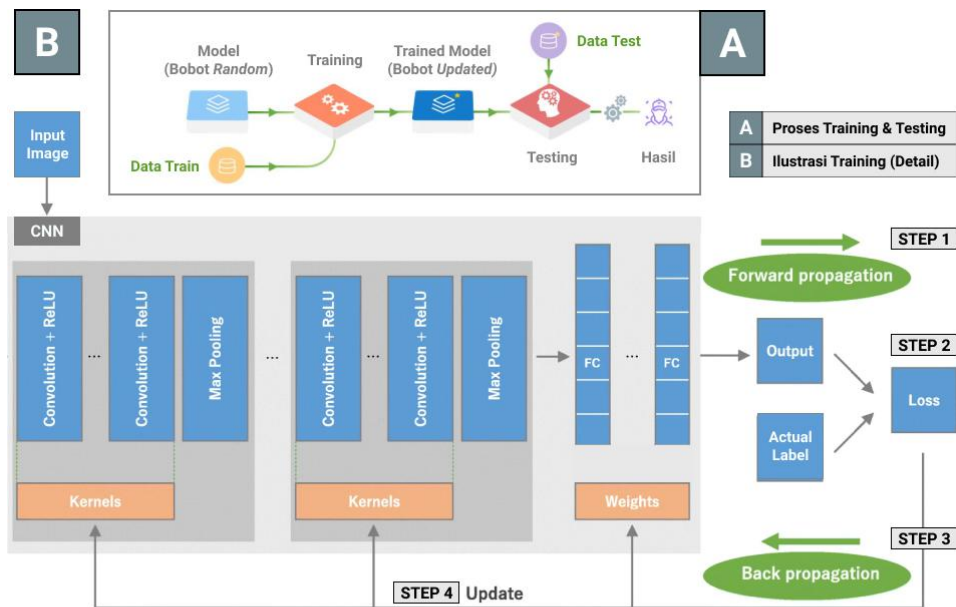 B
A
Model
(Bobot Random)
Training
Trained Model
(Bobot Updated)
Data Test
Data Train
Testing
Hasil
A Proses Training & Testing
B Ilustrasi Training (Detail)
Input
Image
CNN
Convolution + ReLU
...
Convolution + ReLU
Max Pooling
...
Convolution + ReLU
...
Convolution + ReLU
Max Pooling
FC
...
FC
Kernels
Kernels
Weights
STEP 1
Forward propagation
Output
Actual
Label
STEP 2
Loss
STEP 3
Back propagation
STEP 4 Update